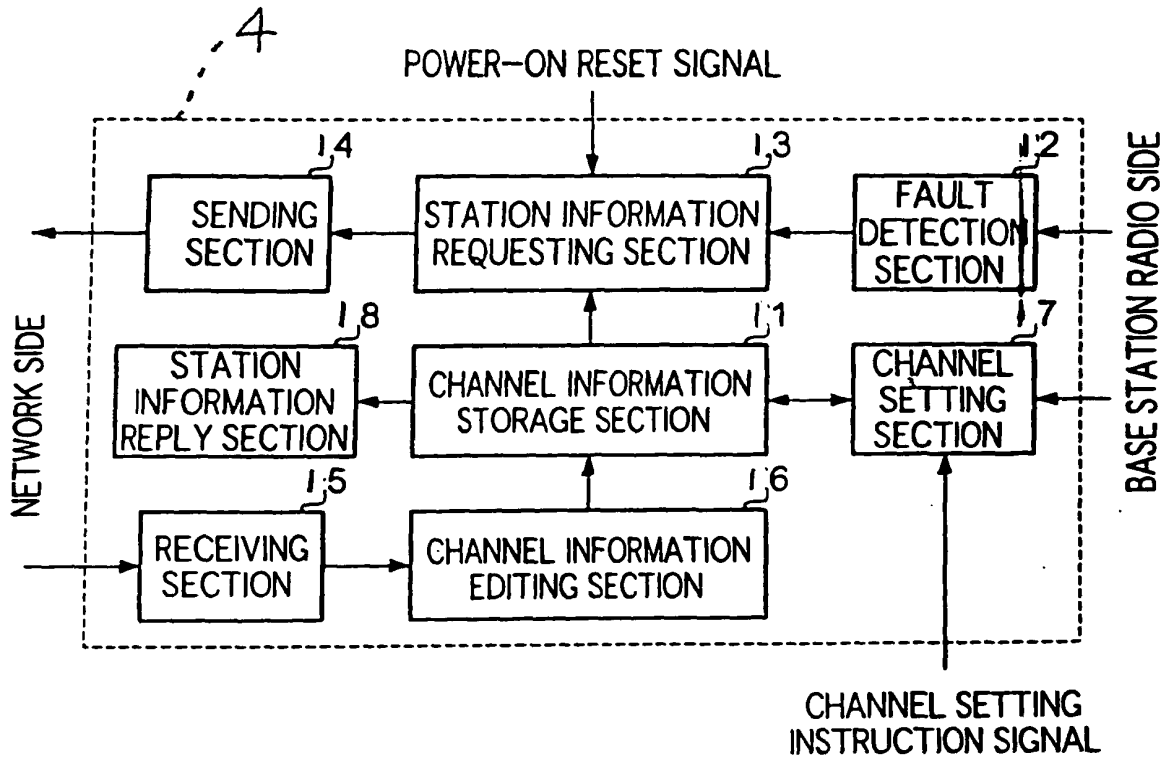 4
POWER-ON RESET SIGNAL
14
SENDING
SECTION
13
STATION INFORMATION
REQUESTING SECTION
12
FAULT
DETECTION
SECTION
NETWORK SIDE
18
STATION
INFORMATION
REPLY SECTION
11
CHANNEL INFORMATION
STORAGE SECTION
17
CHANNEL
SETTING
SECTION
BASE STATION RADIO SIDE
15
RECEIVING
SECTION
16
CHANNEL INFORMATION
EDITING SECTION
CHANNEL SETTING
INSTRUCTION SIGNAL